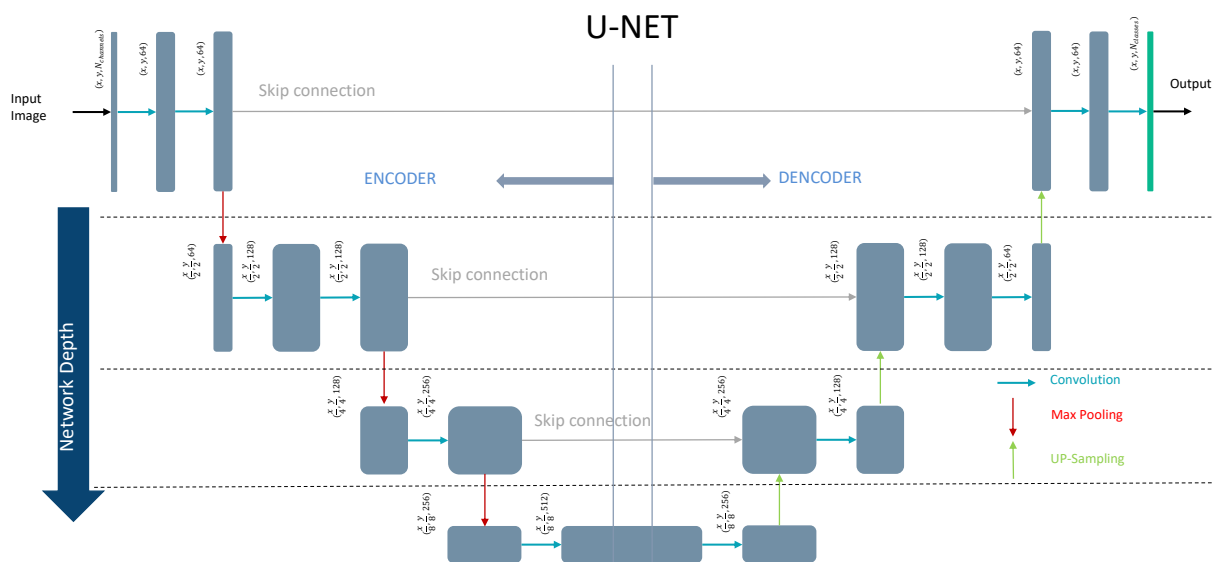 U-NET
(x, y, N_channels)
(x, y, 64)
(x, y, 64)
(x, y, 64)
(x, y, 64)
(x, y, N_classes)
Input
Image
Skip connection
Output
ENCODER
DENCODER
(x/2, y/2, 64)
(x/2, y/2, 128)
(x/2, y/2, 128)
Skip connection
(x/2, y/2, 128)
(x/2, y/2, 128)
(x/2, y/2, 64)
Network Depth
(x/4, y/4, 128)
(x/4, y/4, 256)
Skip connection
(x/4, y/4, 256)
(x/4, y/4, 128)
Convolution
Max Pooling
UP-Sampling
(x/8, y/8, 256)
(x/8, y/8, 512)
(x/8, y/8, 256)